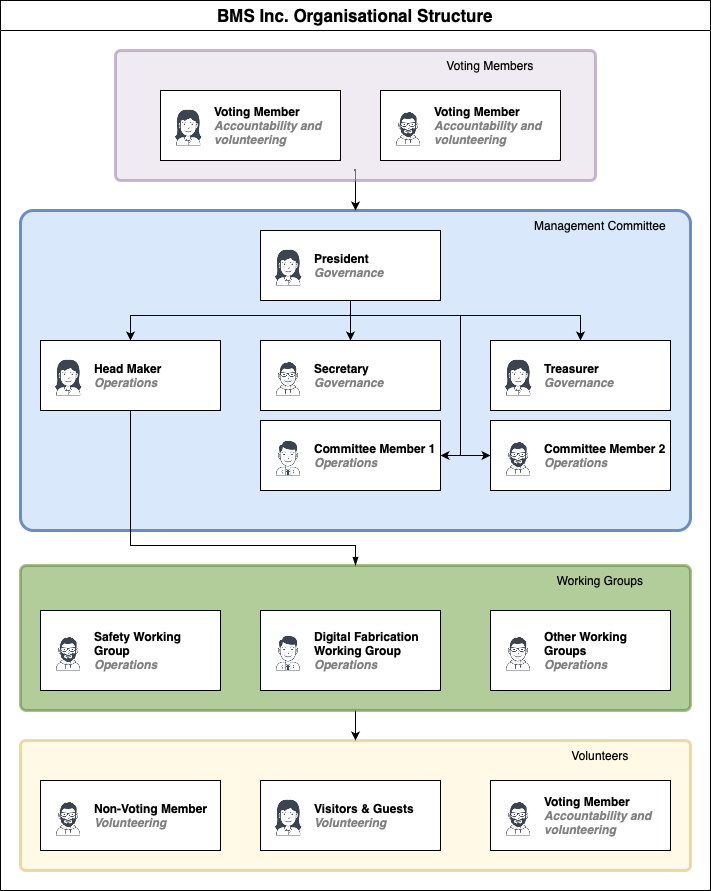 BMS Inc. Organisational Structure
Voting Members
Voting Member
Accountability and
volunteering
Voting Member
Accountability and
volunteering
Management Committee
President
Governance
Head Maker
Operations
Secretary
Governance
Treasurer
Governance
Committee Member 1
Operations
Committee Member 2
Operations
Working Groups
Safety Working
Group
Operations
Digital Fabrication
Working Group
Operations
Other Working
Groups
Operations
Volunteers
Non-Voting Member
Volunteering
Visitors & Guests
Volunteering
Voting Member
Accountability and
volunteering